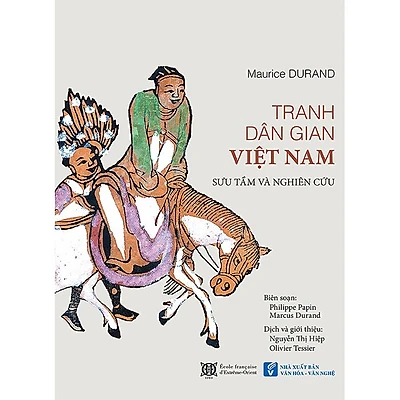 Maurice DURAND
TRANH
DÂN GIAN
VIỆT NAM
SƯU TẦM VÀ NGHIÊN CỨU
Biên soạn:
Philippe Papin
Marcus Durand
Dịch và giới thiệu:
Nguyễn Thị Hiệp
Olivier Tessier
École française
d'Extrême-Orient
NHÀ XUẤT BẢN
VĂN HÓA - VĂN NGHỆ